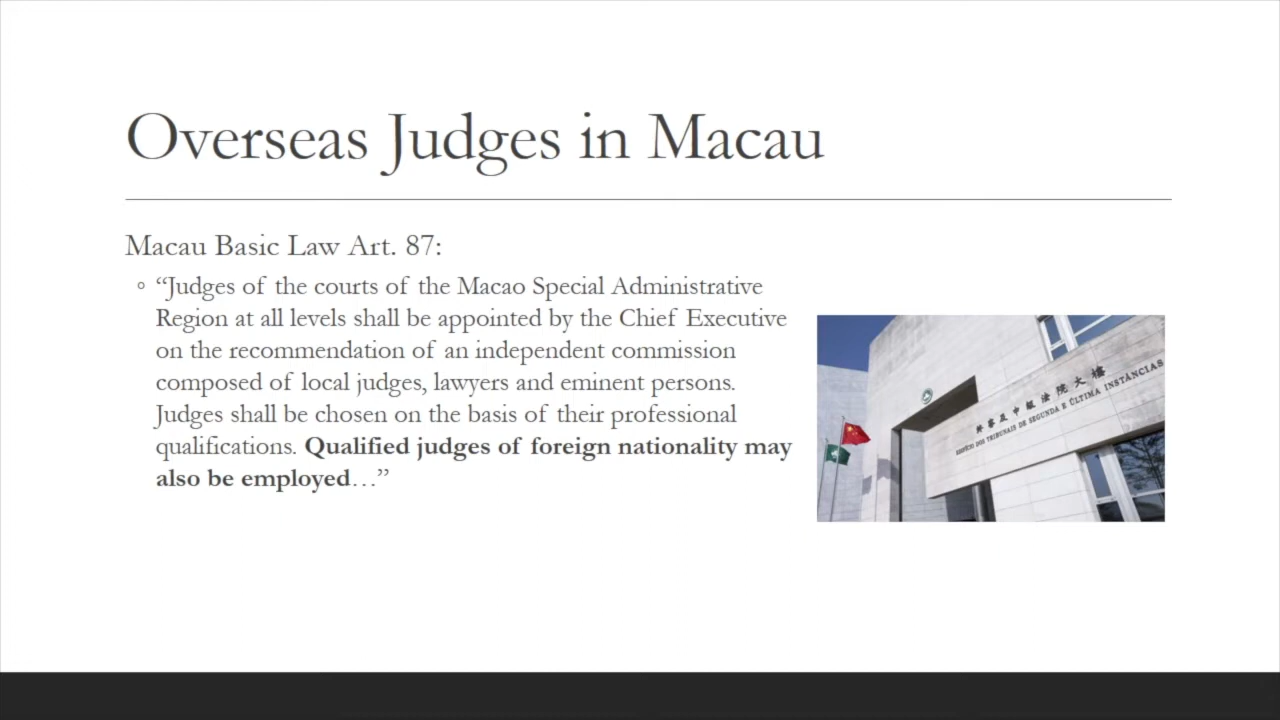 Overseas Judges in Macau
Macau Basic Law Art. 87:
“Judges of the courts of the Macao Special Administrative
Region at all levels shall be appointed by the Chief Executive
on the recommendation of an independent commission
composed of local judges, lawyers and eminent persons.
Judges shall be chosen on the basis of their professional
qualifications. Qualified judges of foreign nationality may
also be employed…”
終審及中級法院大樓
EDIFÍCIO DOS TRIBUNAIS DE SEGUNDA E ÚLTIMA INSTÂNCIAS